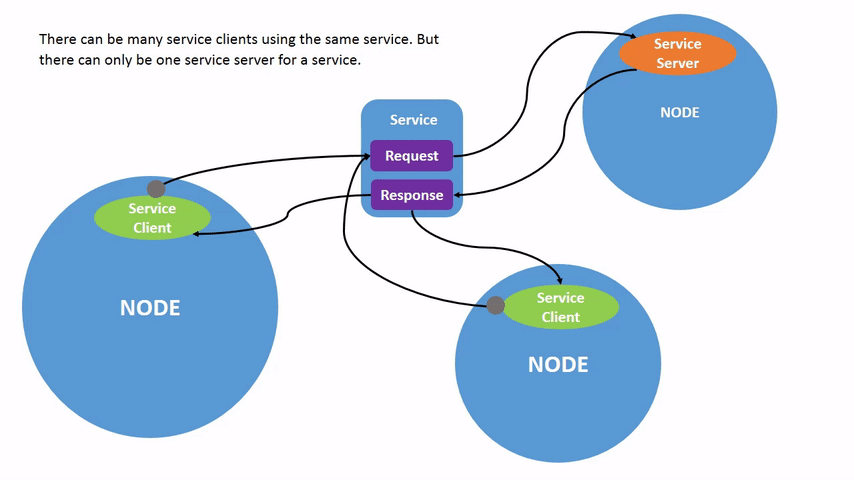 There can be many service clients using the same service. But
there can only be one service server for a service.
Service
Server
NODE
Service
Request
Response
Service
Client
NODE
Service
Client
NODE